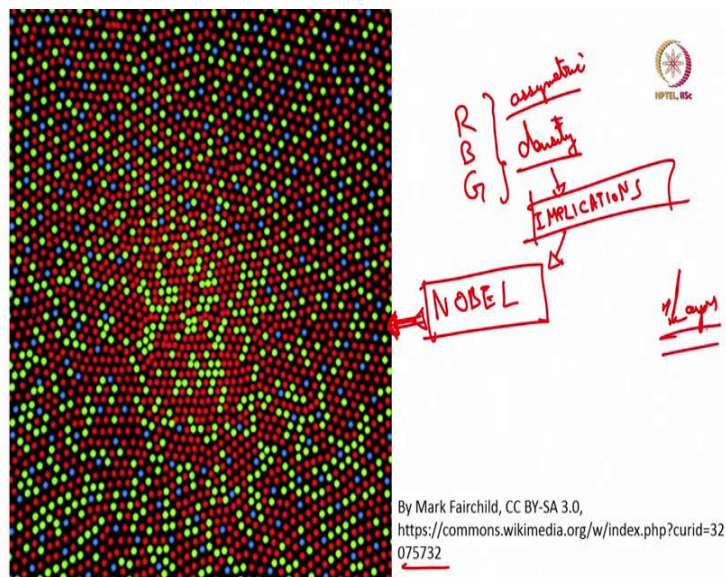 NPTEL, IISc
R
B
G
assymetric
density
IMPLICATIONS
NOBEL
Layer
By Mark Fairchild, CC BY-SA 3.0,
https://commons.wikimedia.org/w/index.php?curid=32
075732